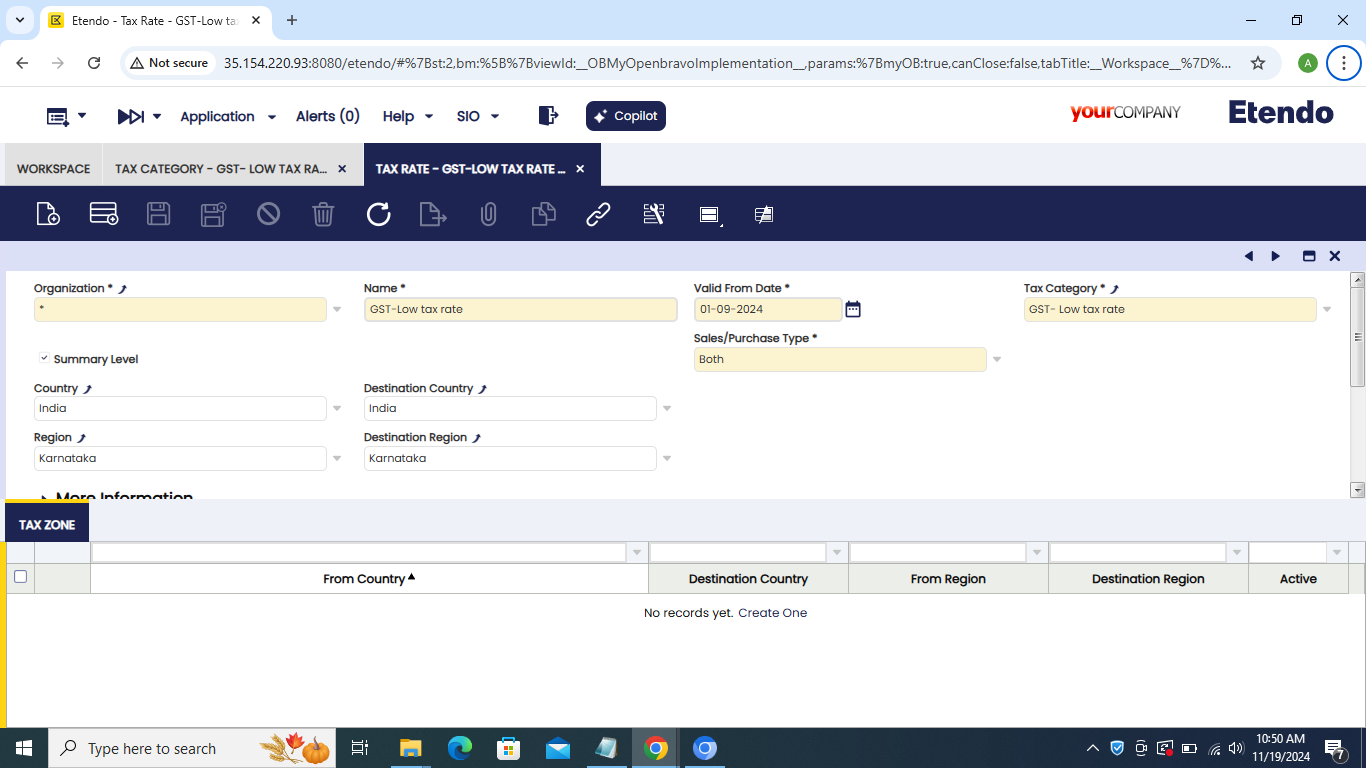 Etendo - Tax Rate - GST-Low ta
Not secure
35.154.220.93:8080/etendo/#%7Bst:2,bm:%5B%7BviewId:__OBMyOpenbravoImplementation__,params:%7BmyOB:true,canClose:false,tabTitle:__Workspace__%7D%...
A
Application
Alerts (0)
Help
SIO
Copilot
yourCOMPANY
Etendo
WORKSPACE
TAX CATEGORY - GST- LOW TAX RA...
TAX RATE - GST-LOW TAX RATE ...
Organization *
Name *
Valid From Date *
Tax Category *
*
GST-Low tax rate
01-09-2024
GST- Low tax rate
Sales/Purchase Type *
Summary Level
Both
Country
Destination Country
India
India
Region
Destination Region
Karnataka
Karnataka
More Information
TAX ZONE
From Country
Destination Country
From Region
Destination Region
Active
No records yet. Create One
Type here to search
10:50 AM
11/19/2024
7